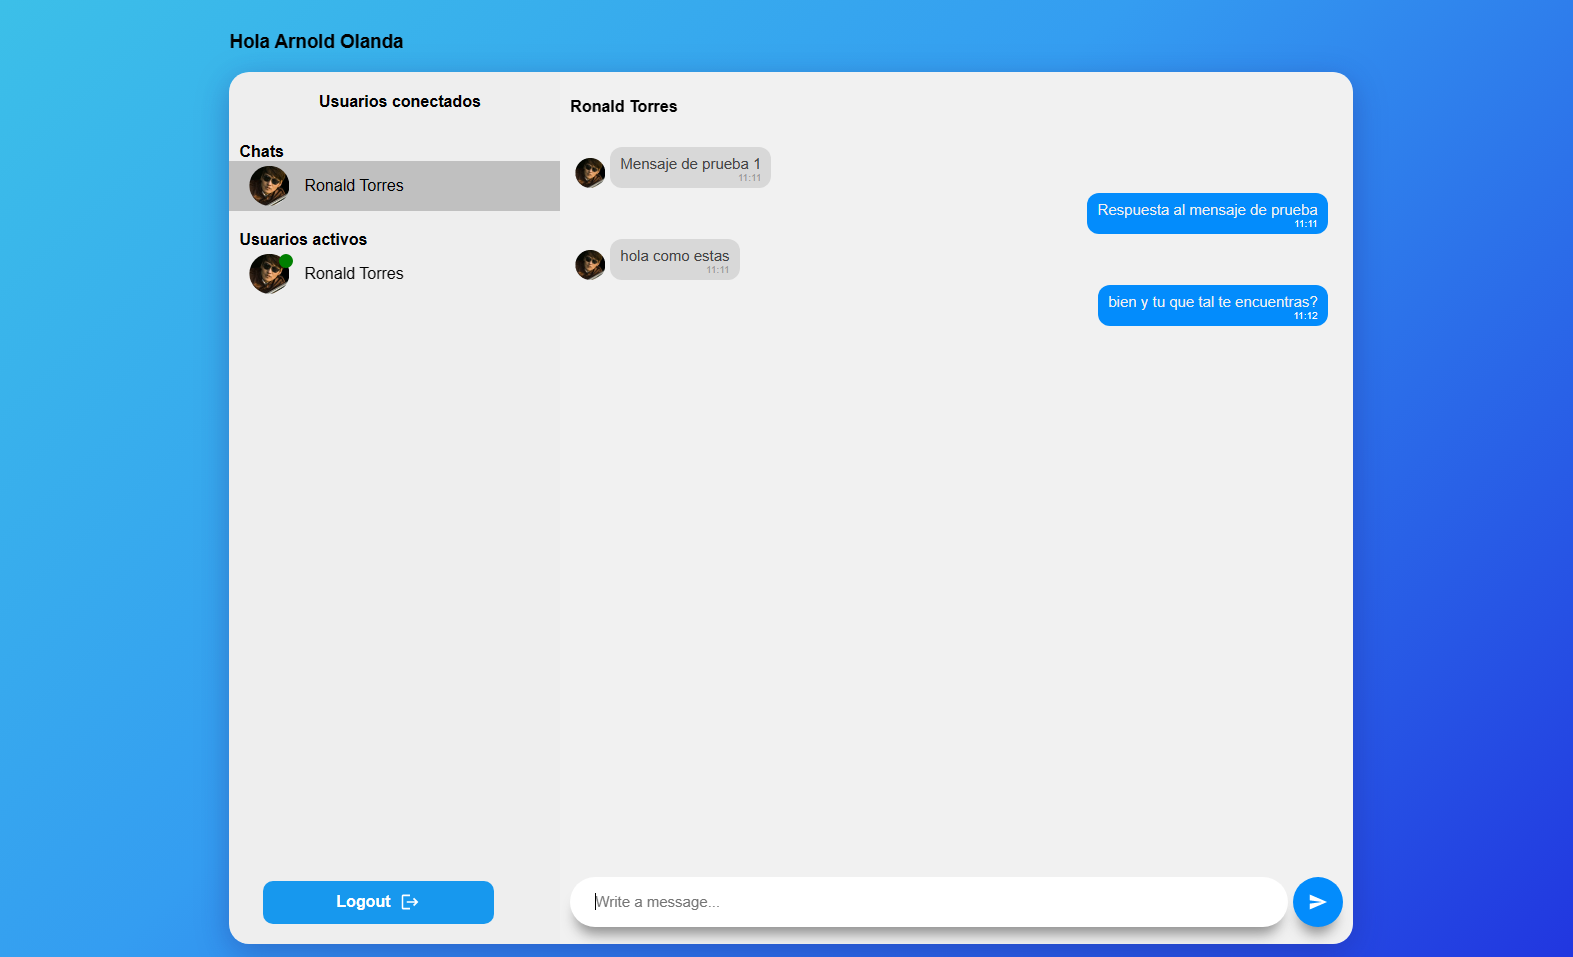 Hola Arnold Olanda
Usuarios conectados
Chats
Ronald Torres
Usuarios activos
Ronald Torres
Logout
Ronald Torres
Mensaje de prueba 1
11:11
Respuesta al mensaje de prueba
11:11
hola como estas
11:11
bien y tu que tal te encuentras?
11:12
Write a message...